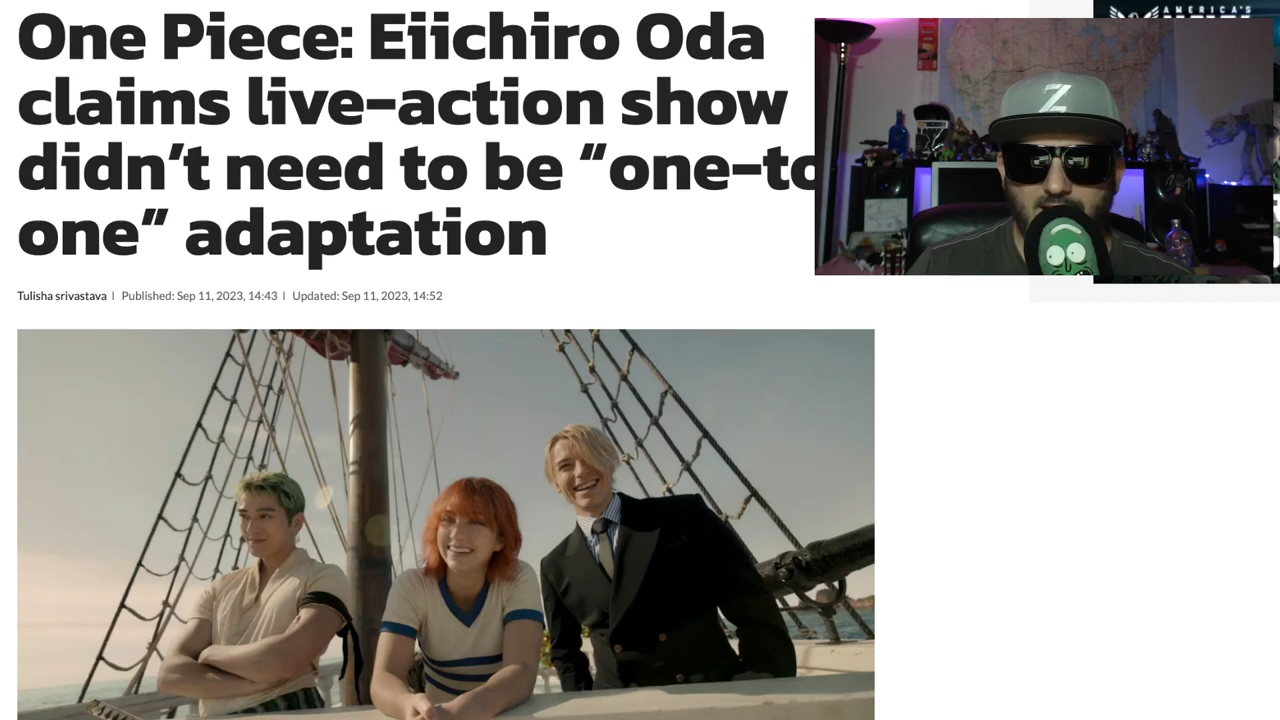 One Piece: Eiichiro Oda
claims live-action show
didn't need to be “one-to
one” adaptation
Tulisha srivastava | Published: Sep 11, 2023, 14:43 | Updated: Sep 11, 2023, 14:52
AMERICA'S
Z